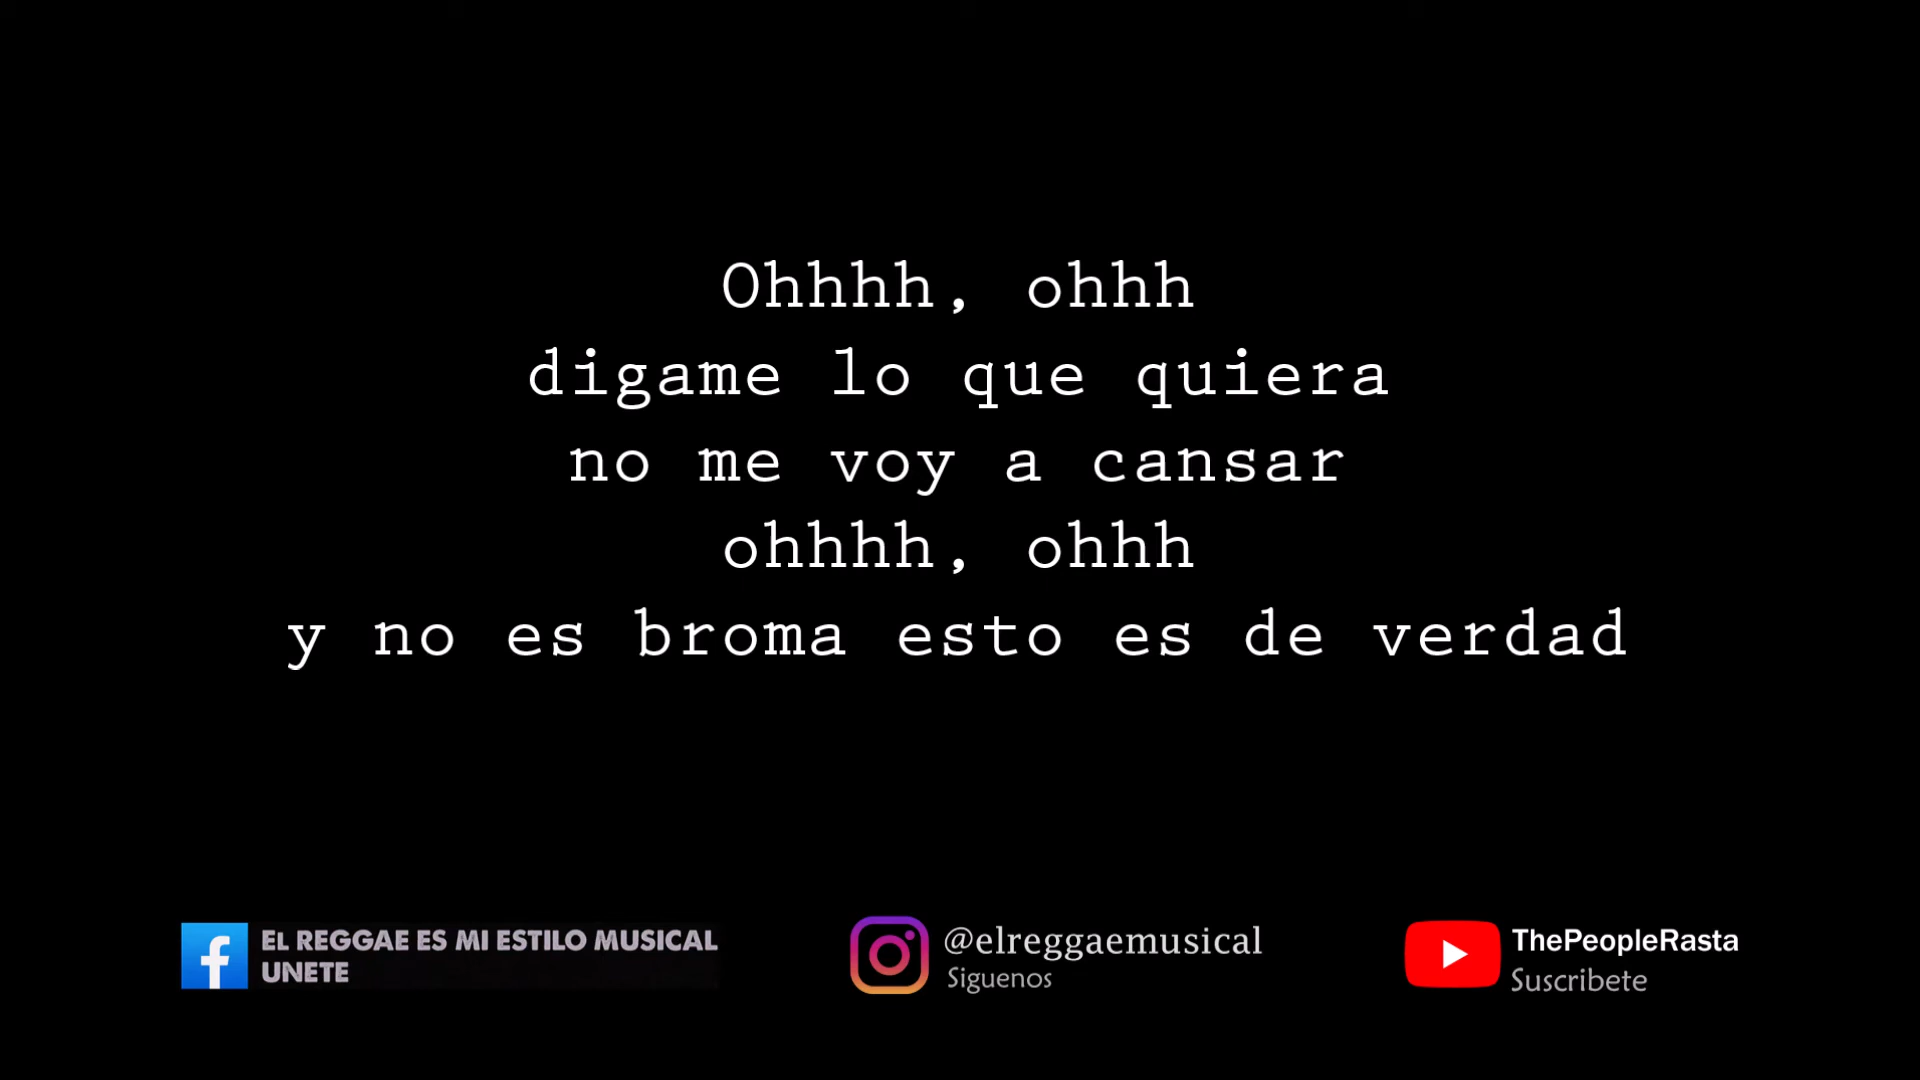 Ohhhh, ohhh
digame lo que quiera
no me voy a cansar
ohhhh, ohhh
y no es broma esto es de verdad
EL REGGAE ES MI ESTILO MUSICAL
UNETE
@elreggaemusical
Siguenos
ThePeopleRasta
Suscribete